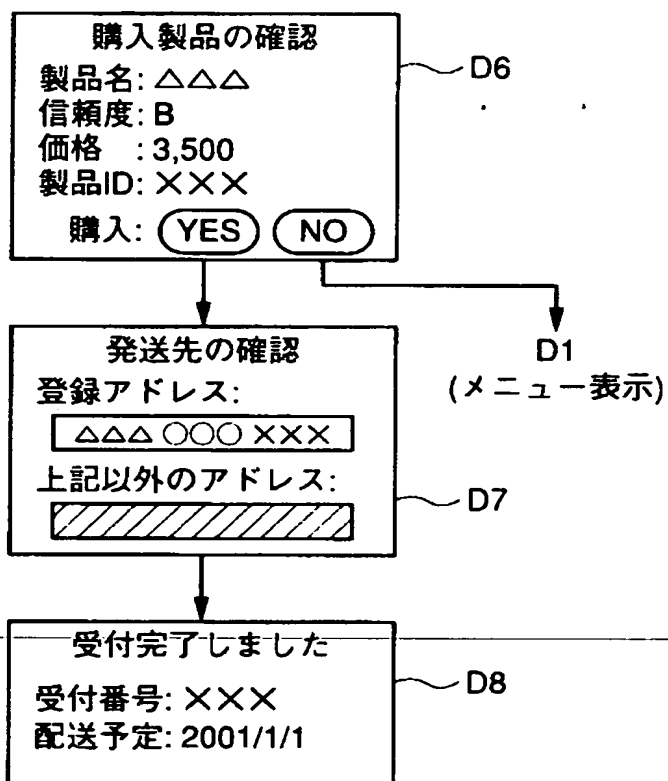 購入製品の確認
製品名: △△△
信頼度: B
価格 : 3,500
製品ID: ×××
購入: YES NO
D6
発送先の確認
登録アドレス:
△△△ ○○○ ×××
上記以外のアドレス:
D7
D1
(メニュー表示)
受付完了しました
受付番号: ×××
配送予定: 2001/1/1
D8